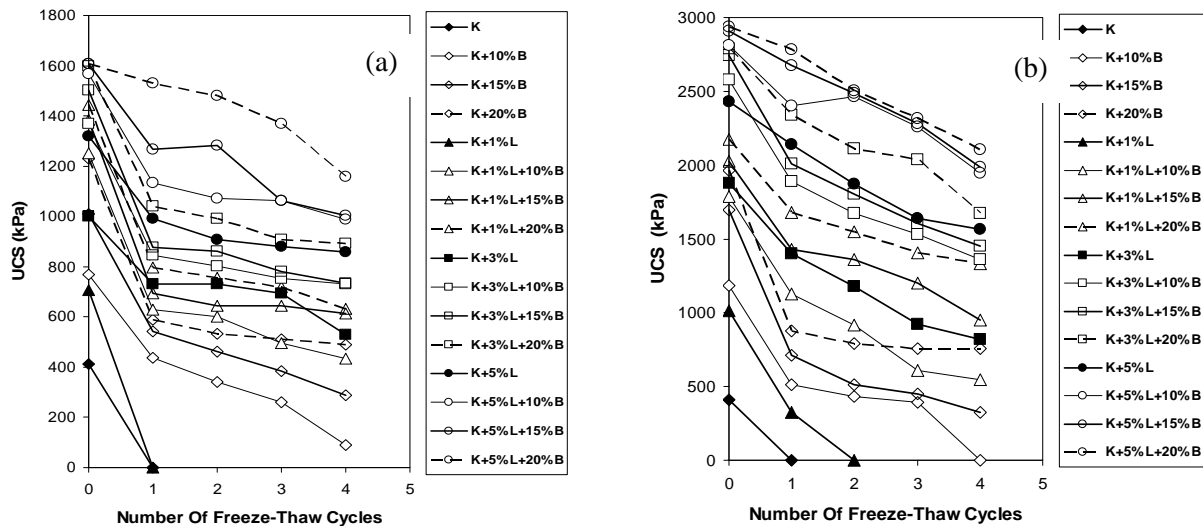 (a)
UCS (kPa)
1800
1600
1400
1200
1000
800
600
400
200
0
0 1 2 3 4 5
Number Of Freeze-Thaw Cycles
K
K+10%B
K+15%B
K+20%B
K+1%L
K+1%L+10%B
K+1%L+15%B
K+1%L+20%B
K+3%L
K+3%L+10%B
K+3%L+15%B
K+3%L+20%B
K+5%L
K+5%L+10%B
K+5%L+15%B
K+5%L+20%B
(b)
UCS (kPa)
3000
2500
2000
1500
1000
500
0
0 1 2 3 4 5
Number Of Freeze-Thaw Cycles
K
K+10%B
K+15%B
K+20%B
K+1%L
K+1%L+10%B
K+1%L+15%B
K+1%L+20%B
K+3%L
K+3%L+10%B
K+3%L+15%B
K+3%L+20%B
K+5%L
K+5%L+10%B
K+5%L+15%B
K+5%L+20%B